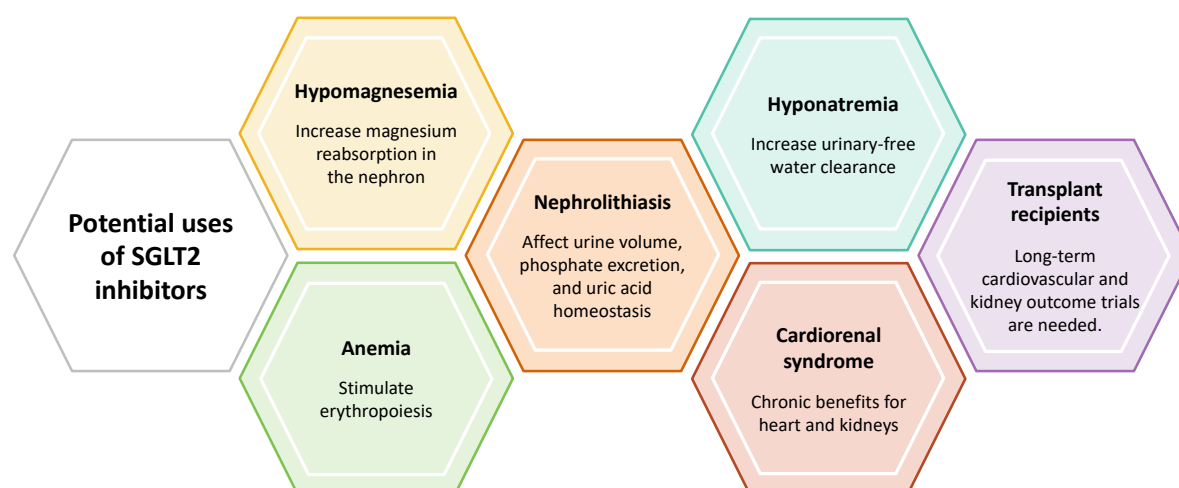 Potential uses
of SGLT2
inhibitors
Hypomagnesemia
Increase magnesium
reabsorption in
the nephron
Anemia
Stimulate
erythropoiesis
Nephrolithiasis
Affect urine volume,
phosphate excretion,
and uric acid
homeostasis
Hyponatremia
Increase urinary-free
water clearance
Cardiorenal
syndrome
Chronic benefits for
heart and kidneys
Transplant
recipients
Long-term
cardiovascular and
kidney outcome trials
are needed.